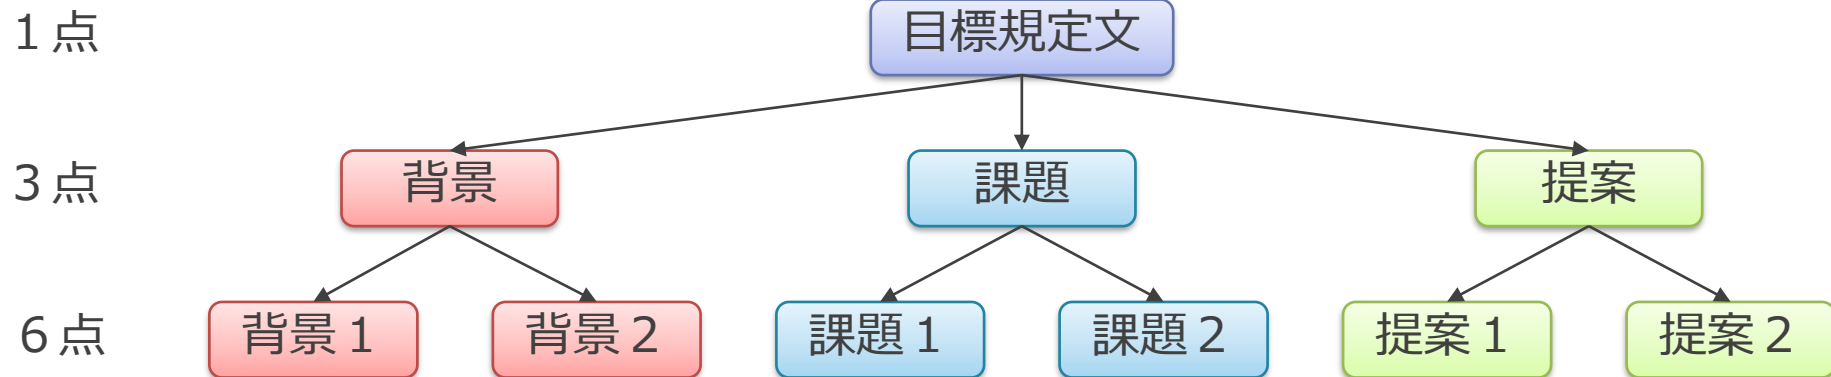 １点 目標規定文
３点 背景 課題 提案
６点 背景１ 背景２ 課題１ 課題２ 提案１ 提案２